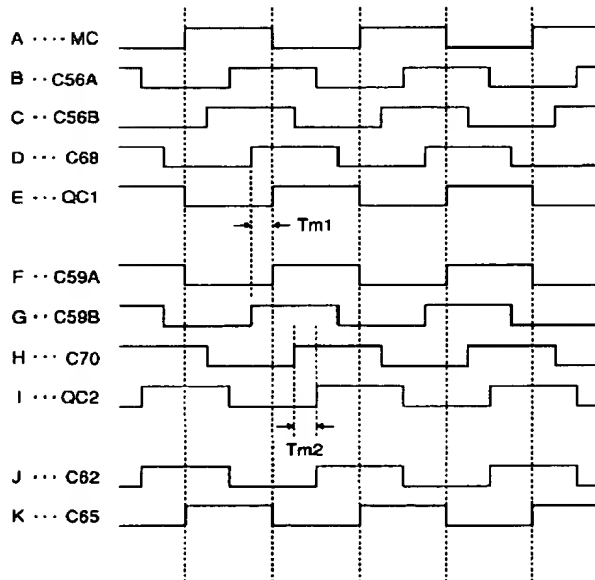 A ···· MC
B ·· C56A
C ·· C56B
D ··· C68
E ··· QC1
Tm1
F ·· C59A
G ·· C59B
H ··· C70
I ··· QC2
Tm2
J ··· C62
K ··· C65